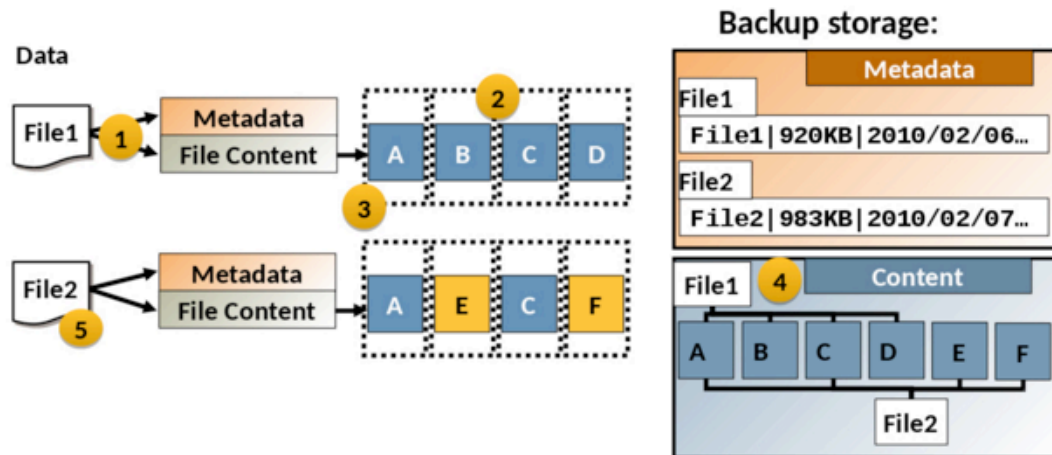 Backup storage:
Data
Metadata
File1
1
Metadata
File Content
2
A B C D
3
File1
File1|920KB|2010/02/06…
File2
File2|983KB|2010/02/07…
File2
5
Metadata
File Content
A E C F
File1
4
Content
A B C D E F
File2